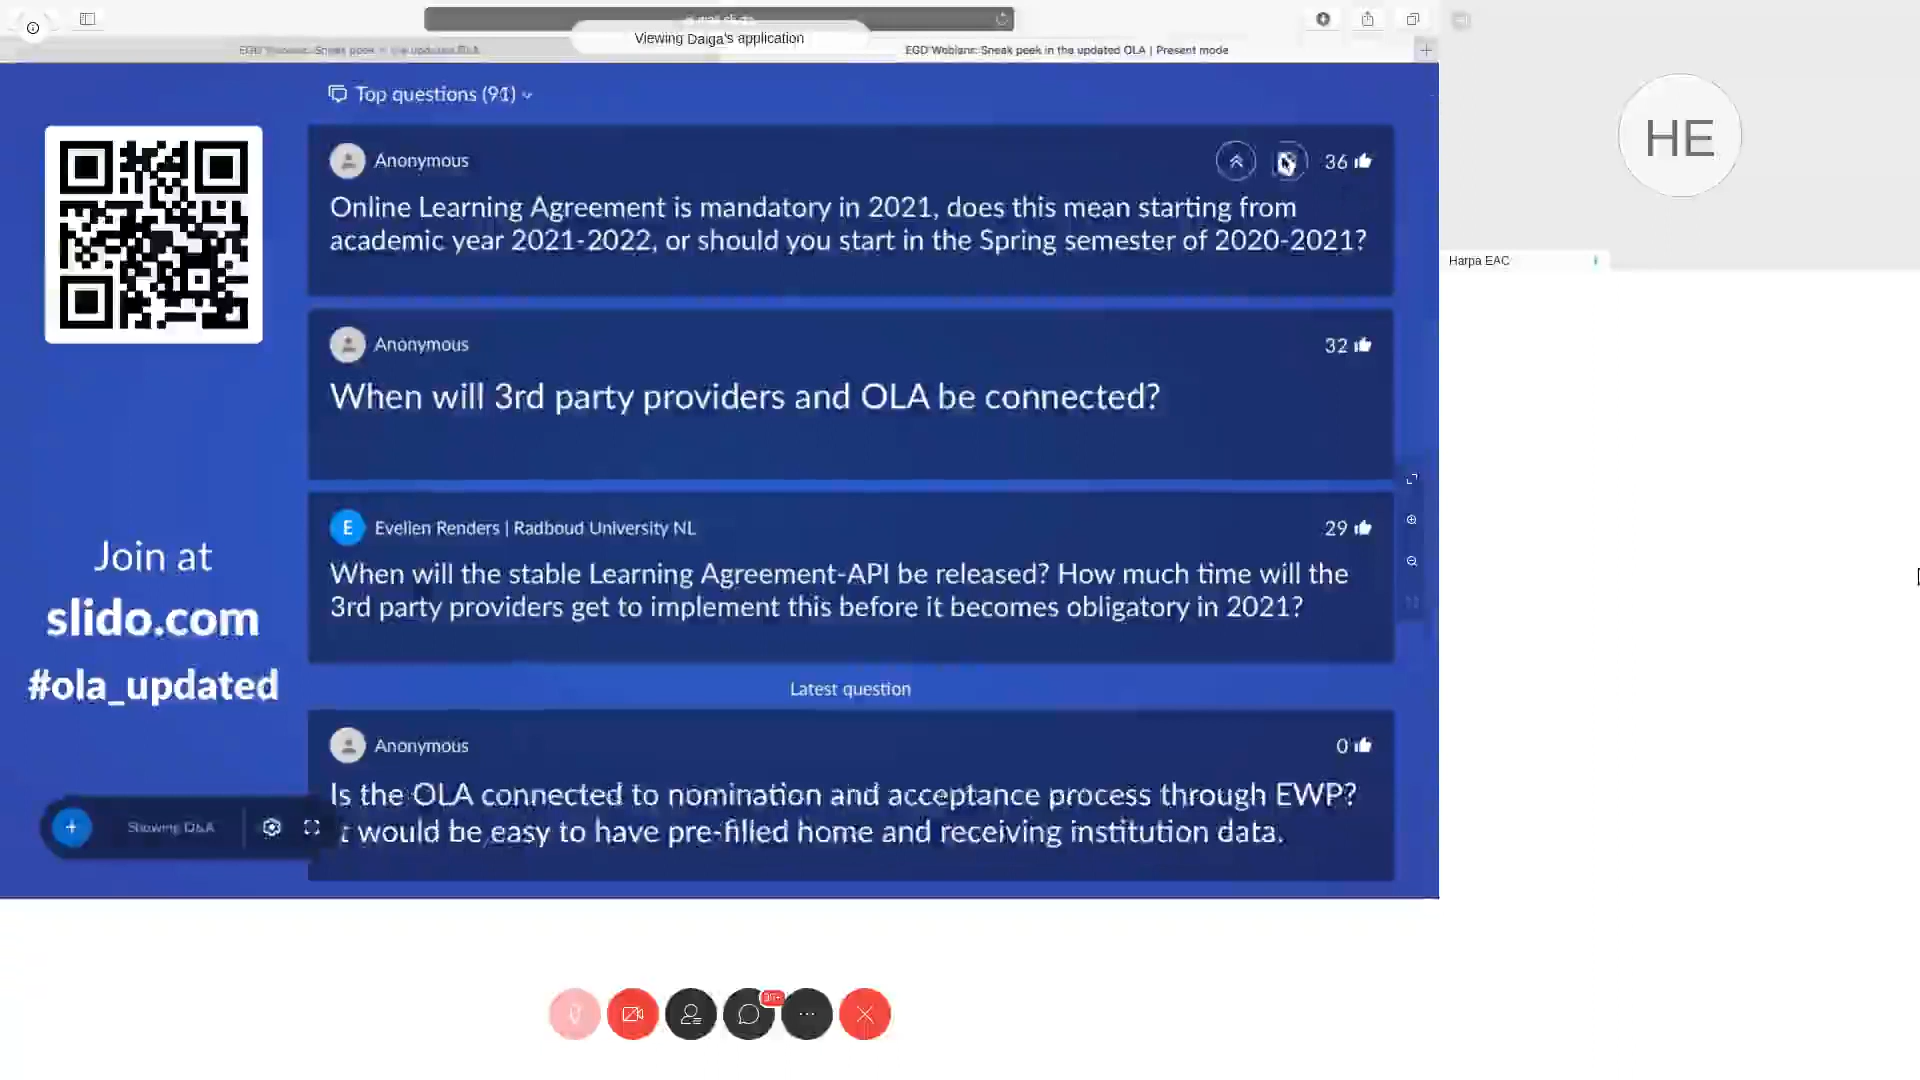 Viewing Daiga's application
EGD Webianr: Sneak peek in the updated OLA | Present mode
Top questions (91)
Anonymous
36
Online Learning Agreement is mandatory in 2021, does this mean starting from
academic year 2021-2022, or should you start in the Spring semester of 2020-2021?
Anonymous
32
When will 3rd party providers and OLA be connected?
E
Evelien Renders | Radboud University NL
29
When will the stable Learning Agreement-API be released? How much time will the
3rd party providers get to implement this before it becomes obligatory in 2021?
Latest question
Anonymous
0
Is the OLA connected to nomination and acceptance process through EWP?
t would be easy to have pre-filled home and receiving institution data.
Join at
slido.com
#ola_updated
Showing Q&A
HE
Harpa EAC